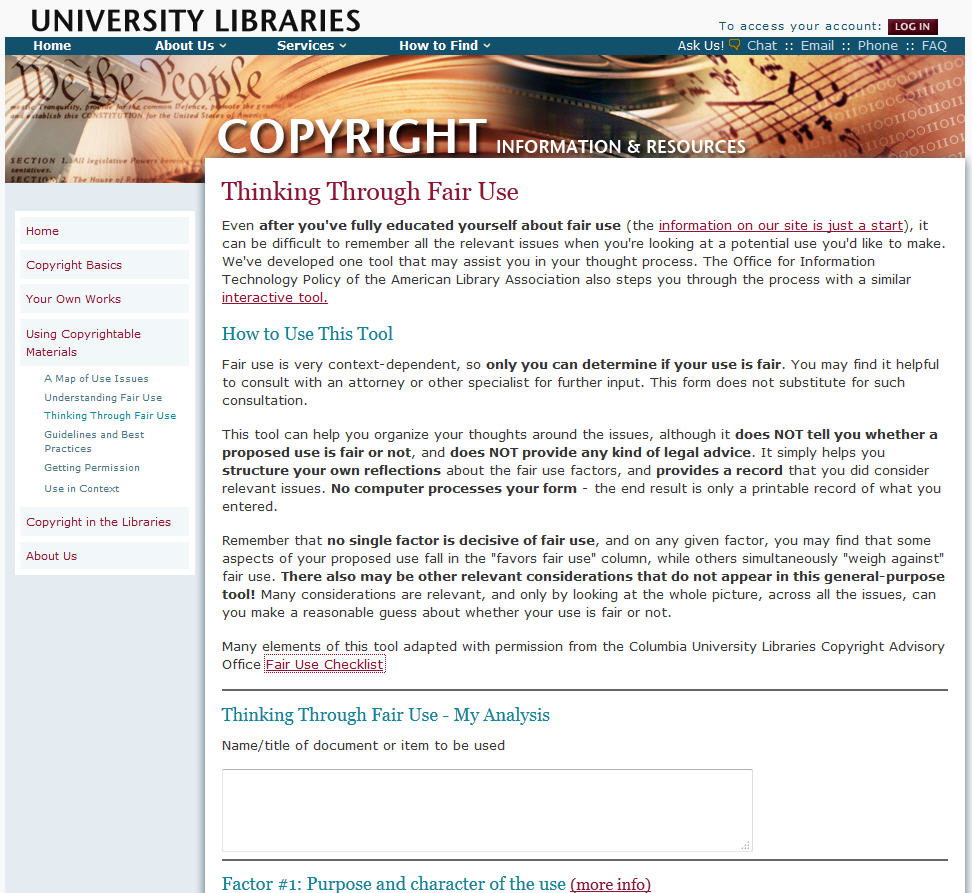 UNIVERSITY LIBRARIES
To access your account: LOG IN
Home About Us Services How to Find Ask Us! Chat :: Email :: Phone :: FAQ
We the People
SECTION 1. All legislative Powers
SECTION 2. The House of
COPYRIGHT INFORMATION & RESOURCES
Home
Copyright Basics
Your Own Works
Using Copyrightable
Materials
A Map of Use Issues
Understanding Fair Use
Thinking Through Fair Use
Guidelines and Best
Practices
Getting Permission
Use in Context
Copyright in the Libraries
About Us
Thinking Through Fair Use
Even after you've fully educated yourself about fair use (the information on our site is just a start), it
can be difficult to remember all the relevant issues when you're looking at a potential use you'd like to make.
We've developed one tool that may assist you in your thought process. The Office for Information
Technology Policy of the American Library Association also steps you through the process with a similar
interactive tool.
How to Use This Tool
Fair use is very context-dependent, so only you can determine if your use is fair. You may find it helpful
to consult with an attorney or other specialist for further input. This form does not substitute for such
consultation.
This tool can help you organize your thoughts around the issues, although it does NOT tell you whether a
proposed use is fair or not, and does NOT provide any kind of legal advice. It simply helps you
structure your own reflections about the fair use factors, and provides a record that you did consider
relevant issues. No computer processes your form - the end result is only a printable record of what you
entered.
Remember that no single factor is decisive of fair use, and on any given factor, you may find that some
aspects of your proposed use fall in the "favors fair use" column, while others simultaneously "weigh against"
fair use. There also may be other relevant considerations that do not appear in this general-purpose
tool! Many considerations are relevant, and only by looking at the whole picture, across all the issues, can
you make a reasonable guess about whether your use is fair or not.
Many elements of this tool adapted with permission from the Columbia University Libraries Copyright Advisory
Office Fair Use Checklist
Thinking Through Fair Use - My Analysis
Name/title of document or item to be used
Factor #1: Purpose and character of the use (more info)